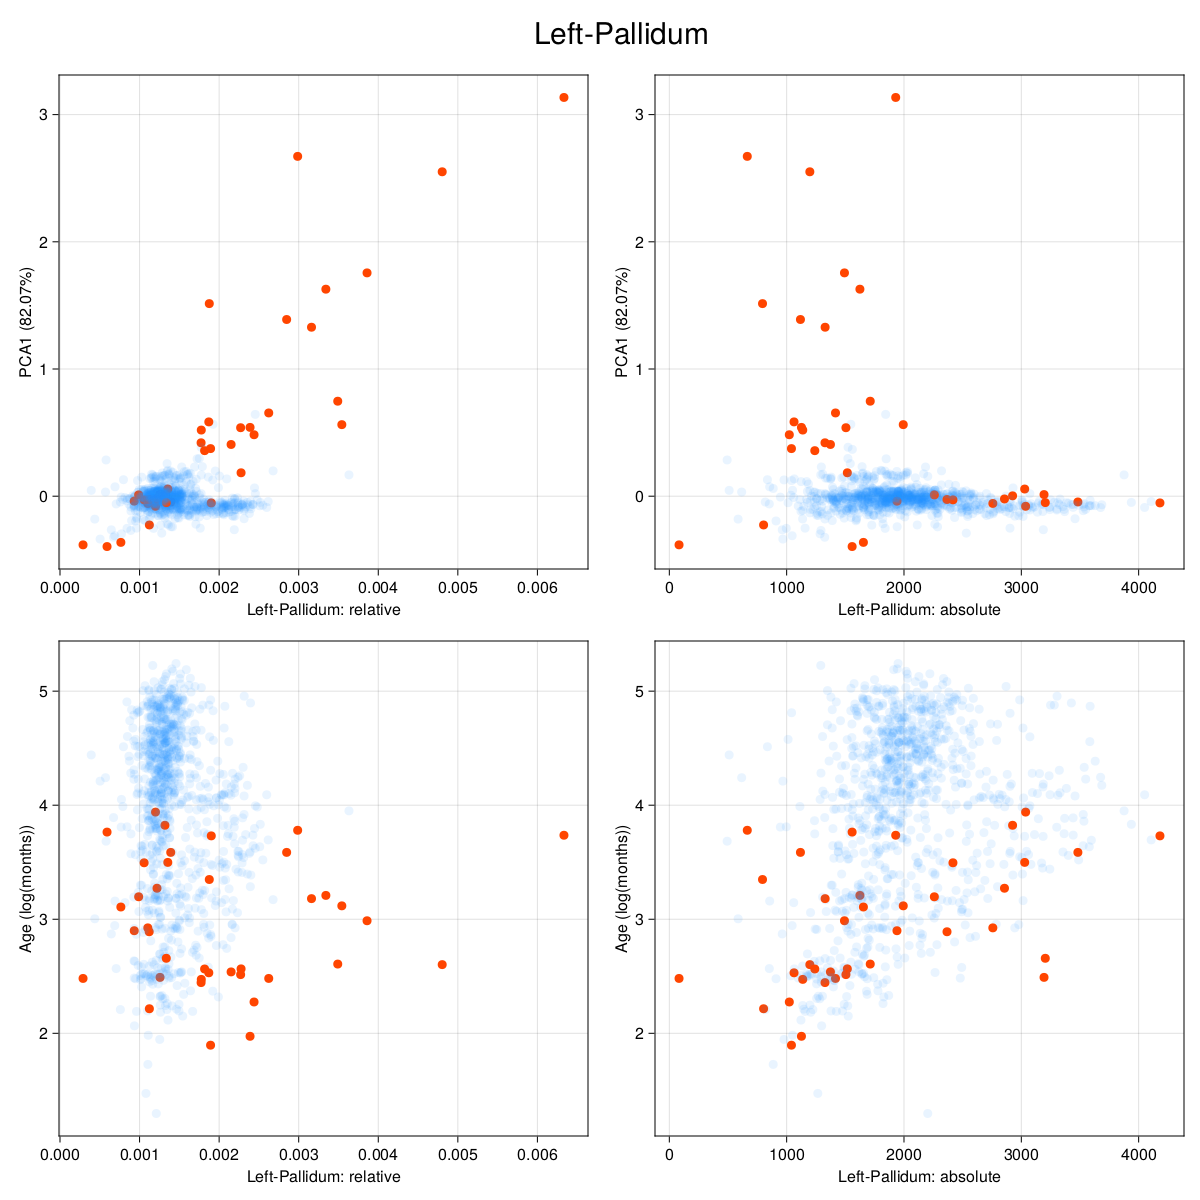 Left-Pallidum
3
2
1
0
PCA1 (82.07%)
0.000 0.001 0.002 0.003 0.004 0.005 0.006
Left-Pallidum: relative
3
2
1
0
PCA1 (82.07%)
0 1000 2000 3000 4000
Left-Pallidum: absolute
5
4
3
2
Age (log(months))
0.000 0.001 0.002 0.003 0.004 0.005 0.006
Left-Pallidum: relative
5
4
3
2
Age (log(months))
0 1000 2000 3000 4000
Left-Pallidum: absolute